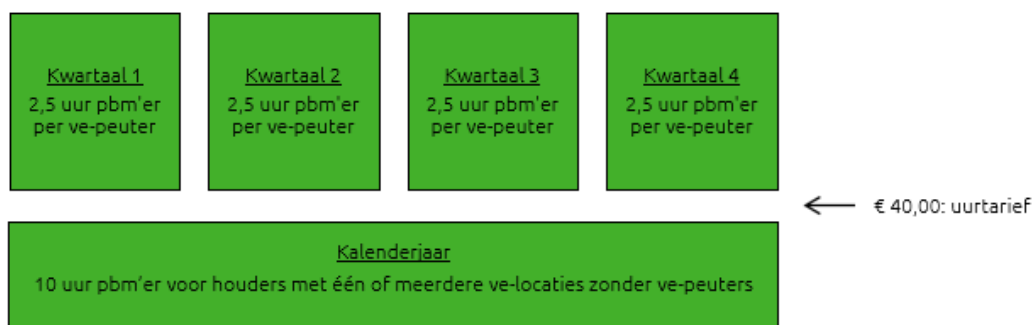 Kwartaal 1
2,5 uur pbm'er
per ve-peuter
Kwartaal 2
2,5 uur pbm'er
per ve-peuter
Kwartaal 3
2,5 uur pbm'er
per ve-peuter
Kwartaal 4
2,5 uur pbm'er
per ve-peuter
€ 40,00: uurtarief
Kalenderjaar
10 uur pbm’er voor houders met één of meerdere ve-locaties zonder ve-peuters